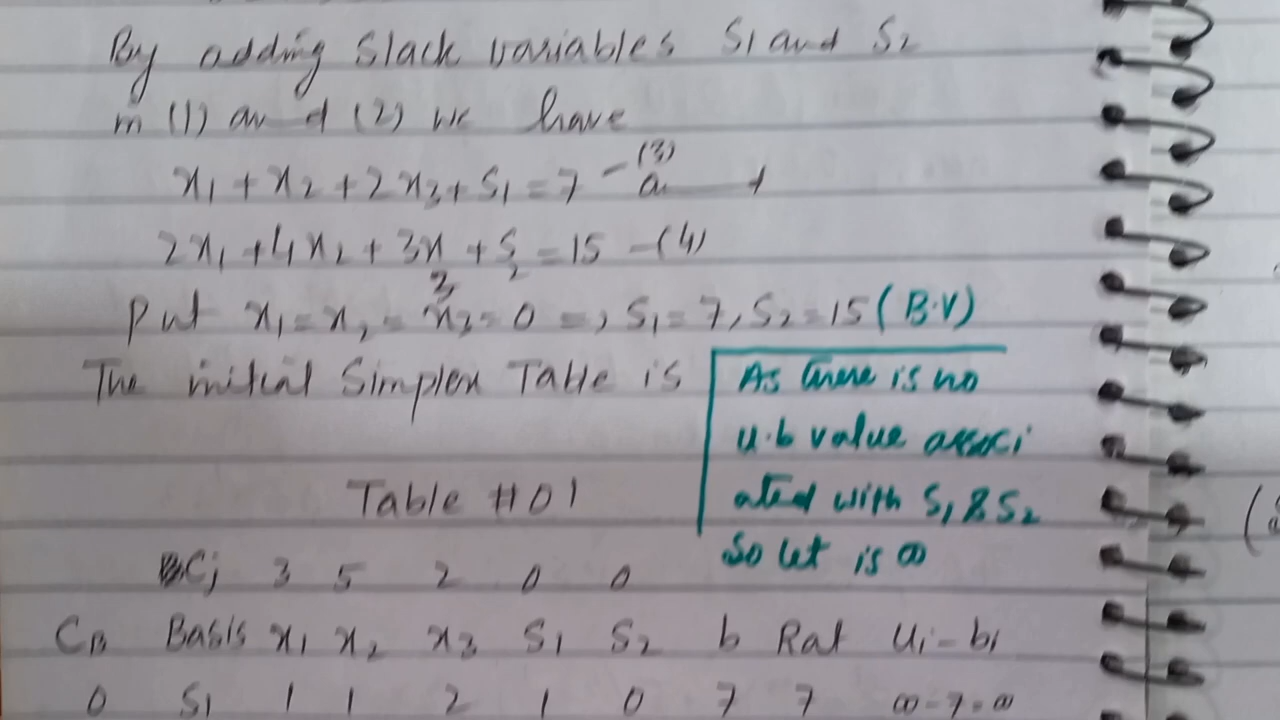 By adding Slack variables S1 and S2
in (1) and (2) we have
x1 + x2 + 2x3 + S1 = 7 - (3) a d
2x1 + 4x2 + 3x3 + S2 = 15 - (4)
Put x1 = x2 = x3 = 0 =, S1 = 7, S2 = 15 (B.V)
The initial Simplex Table is
As there is no
u.b value associ
ated with S1 & S2
So let is ∞
Table # 01
Cj 3 5 2 0 0
CB Basis x1 x2 x3 S1 S2 b Rat Ui - bi
0 S1 1 1 2 1 0 7 7 ∞ - 7 = ∞